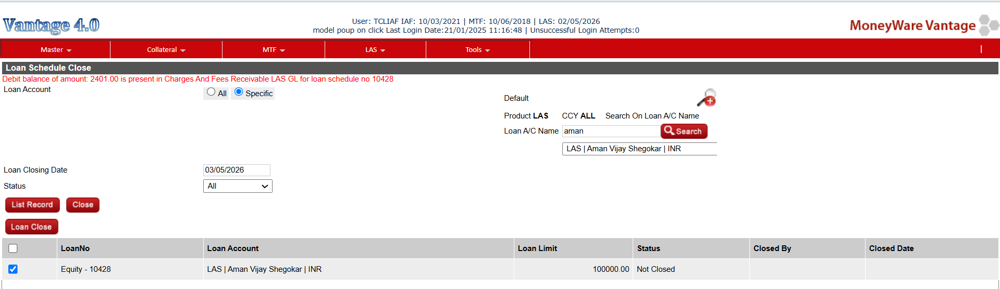 Vantage 4.0
User: TCLIAF IAF: 10/03/2021 | MTF: 10/06/2018 | LAS: 02/05/2026
model poup on click Last Login Date:21/01/2025 11:16:48 | Unsuccessful Login Attempts:0
MoneyWare Vantage
Master MTF Collateral LAS Tools |
Loan Schedule Close
Debit balance of amount: 2401.00 is present in Charges And Fees Receivable LAS GL for loan schedule no 10428
Loan Account All Specific
Default
Product LAS CCY ALL Search On Loan A/C Name
Loan A/C Name aman Search
LAS | Aman Vijay Shegokar | INR
Loan Closing Date 03/05/2026
Status All
List Record Close
Loan Close
LoanNo Loan Account Loan Limit Status Closed By Closed Date
Equity - 10428 LAS | Aman Vijay Shegokar | INR 100000.00 Not Closed